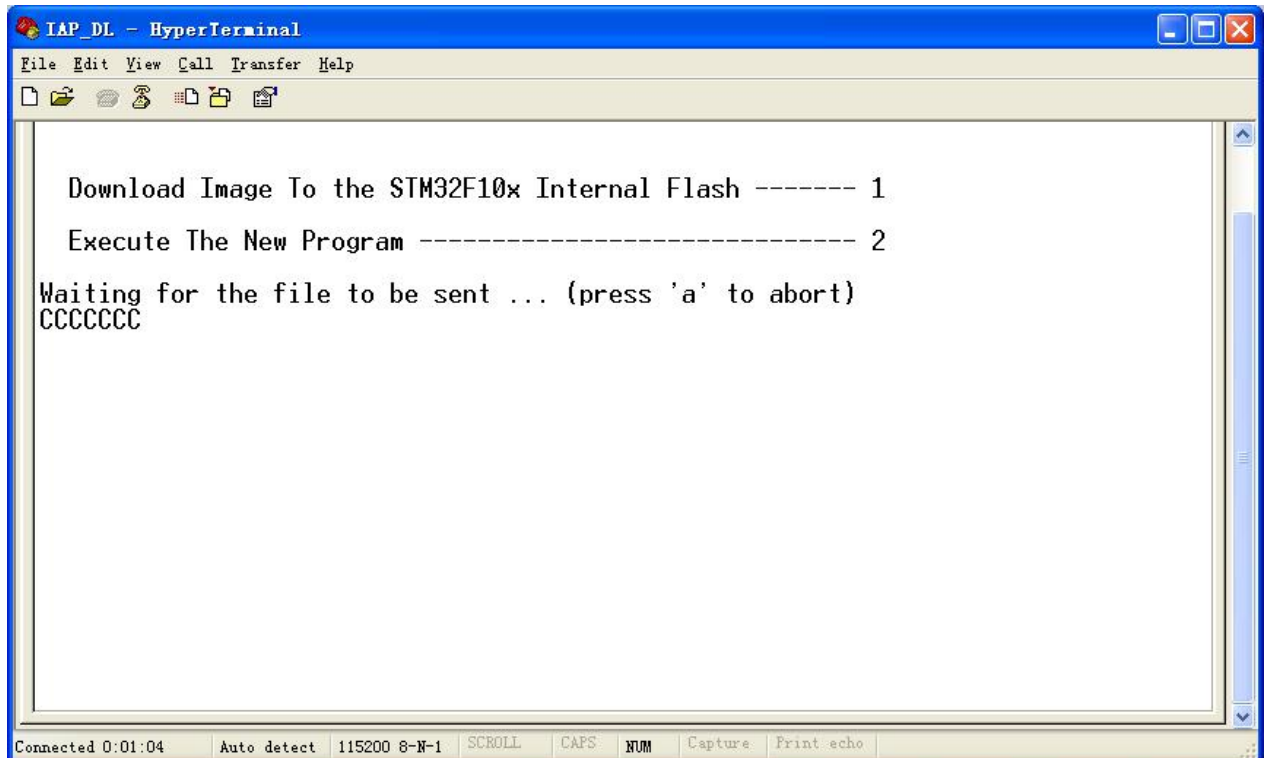 IAP_DL - HyperTerminal
File Edit View Call Transfer Help
Download Image To the STM32F10x Internal Flash ------- 1
Execute The New Program ------------------------------ 2
Waiting for the file to be sent ... (press 'a' to abort)
CCCCCCC
Connected 0:01:04 Auto detect 115200 8-N-1 SCROLL CAPS NUM Capture Print echo